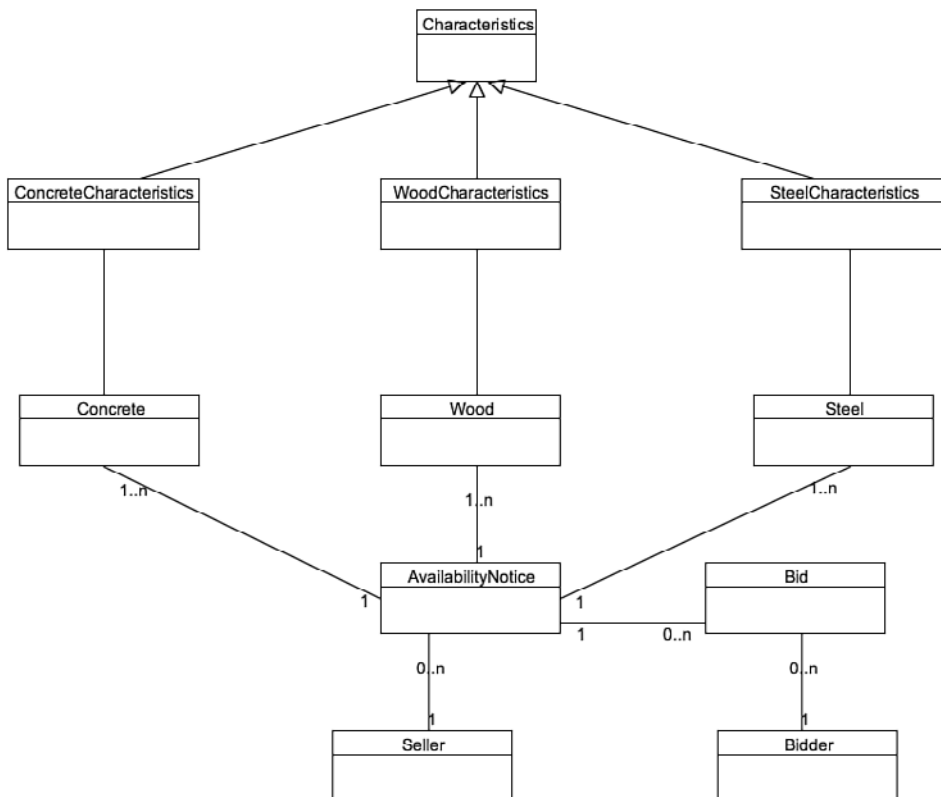 Characteristics
ConcreteCharacteristics
WoodCharacteristics
SteelCharacteristics
Concrete
Wood
Steel
1..n
1..n
1..n
1
AvailabilityNotice
Bid
1
1
1
0..n
0..n
0..n
1
1
Seller
Bidder